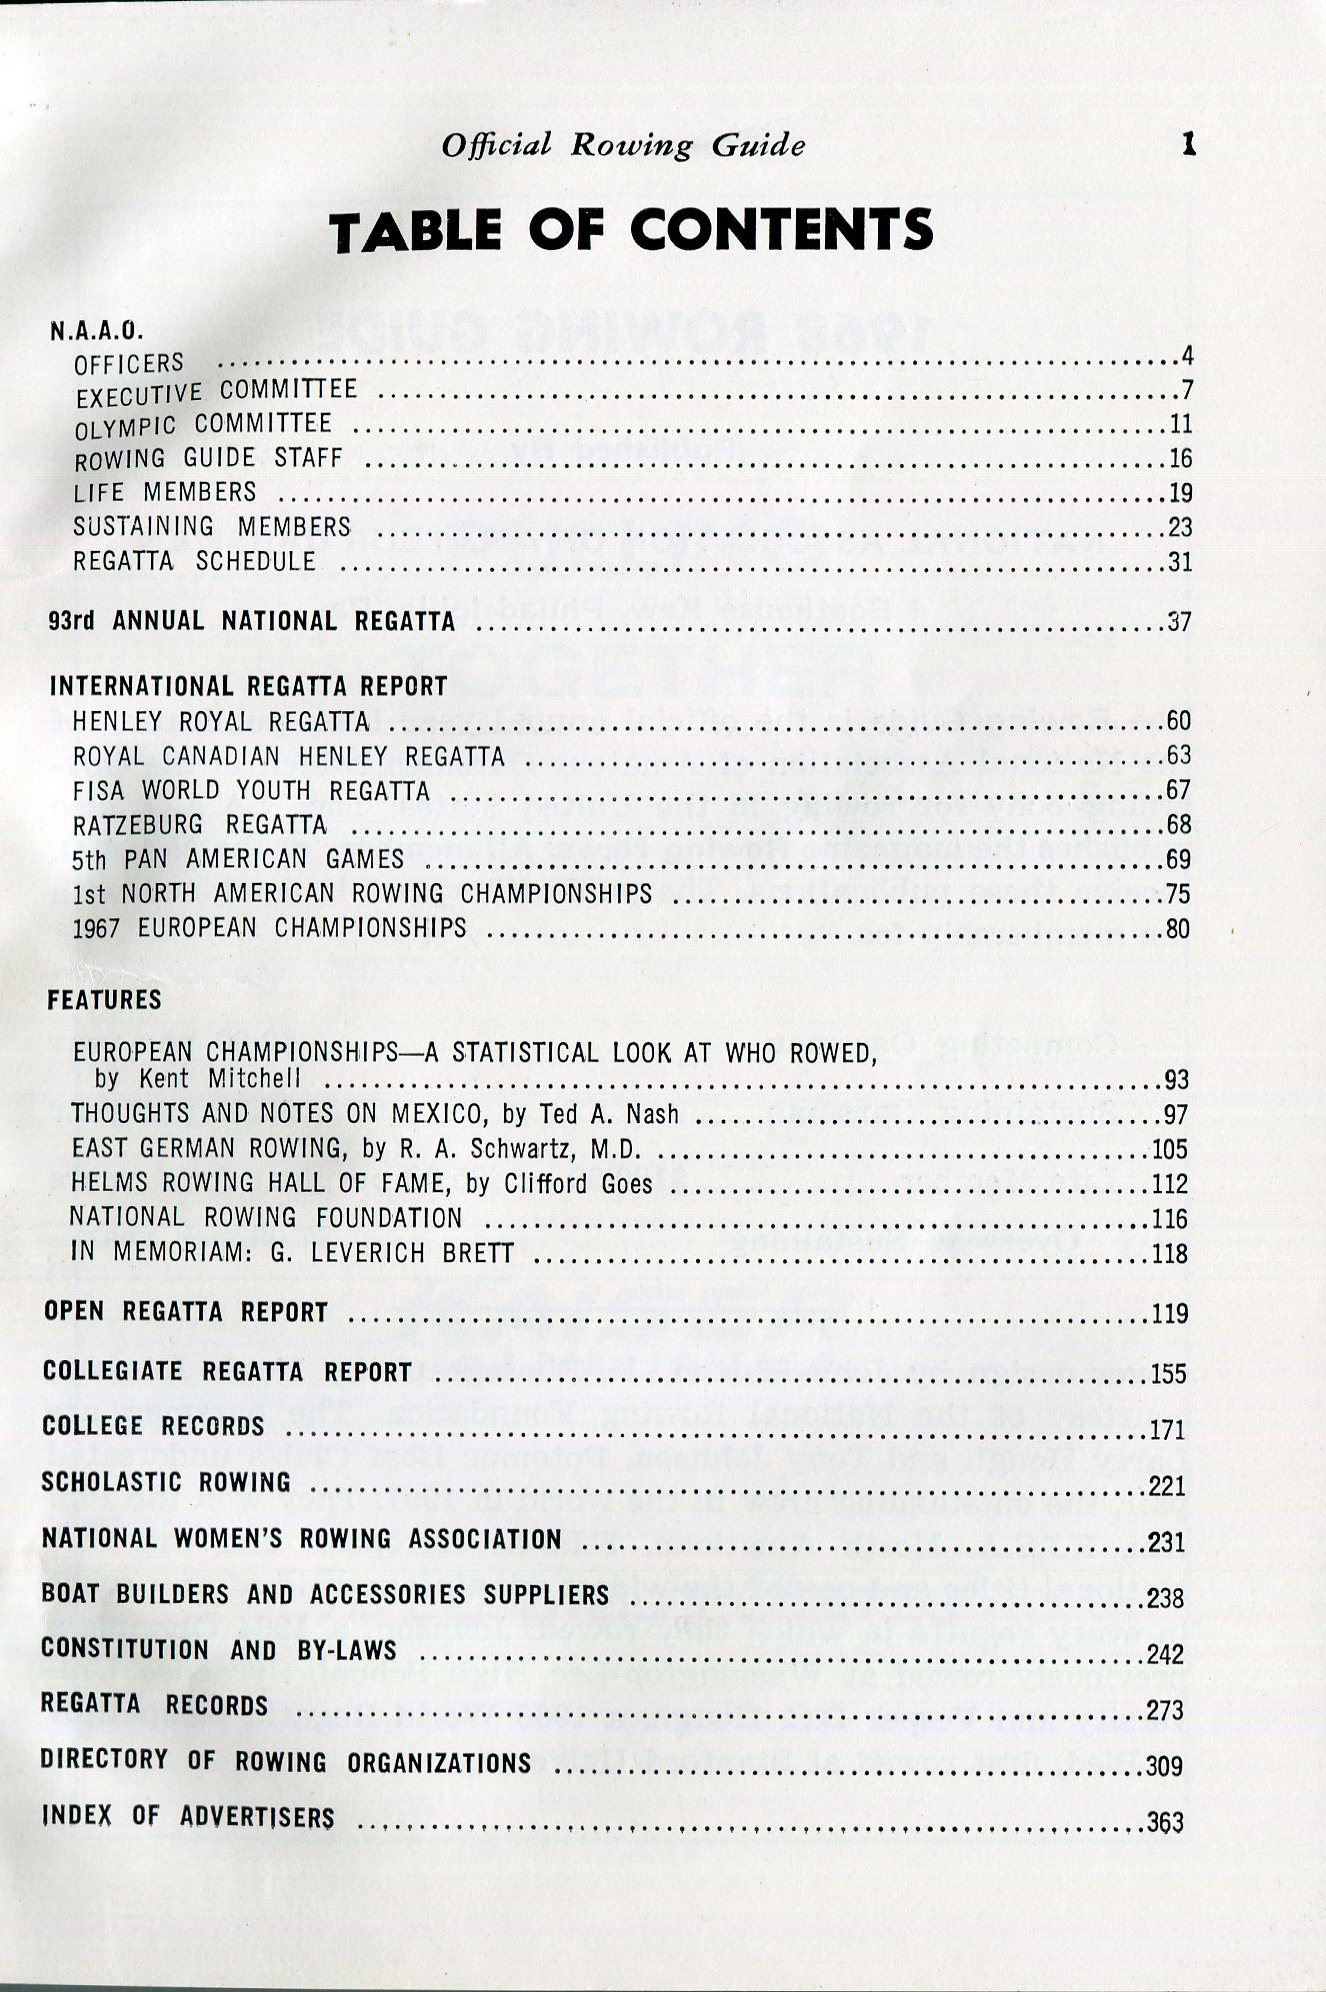 Official Rowing Guide 1
TABLE OF CONTENTS
N.A.A.O.
OFFICERS ........ 4
EXECUTIVE COMMITTEE ........ 7
OLYMPIC COMMITTEE ........ 11
ROWING GUIDE STAFF ........ 16
LIFE MEMBERS ........ 19
SUSTAINING MEMBERS ........ 23
REGATTA SCHEDULE ........ 31
93rd ANNUAL NATIONAL REGATTA ........ 37
INTERNATIONAL REGATTA REPORT
HENLEY ROYAL REGATTA ........ 60
ROYAL CANADIAN HENLEY REGATTA ........ 63
FISA WORLD YOUTH REGATTA ........ 67
RATZEBURG REGATTA ........ 68
5th PAN AMERICAN GAMES ........ 69
1st NORTH AMERICAN ROWING CHAMPIONSHIPS ........ 75
1967 EUROPEAN CHAMPIONSHIPS ........ 80
FEATURES
EUROPEAN CHAMPIONSHIPS—A STATISTICAL LOOK AT WHO ROWED,
by Kent Mitchell ........ 93
THOUGHTS AND NOTES ON MEXICO, by Ted A. Nash ........ 97
EAST GERMAN ROWING, by R. A. Schwartz, M.D. ........ 105
HELMS ROWING HALL OF FAME, by Clifford Goes ........ 112
NATIONAL ROWING FOUNDATION ........ 116
IN MEMORIAM: G. LEVERICH BRETT ........ 118
OPEN REGATTA REPORT ........ 119
COLLEGIATE REGATTA REPORT ........ 155
COLLEGE RECORDS ........ 171
SCHOLASTIC ROWING ........ 221
NATIONAL WOMEN'S ROWING ASSOCIATION ........ 231
BOAT BUILDERS AND ACCESSORIES SUPPLIERS ........ 238
CONSTITUTION AND BY-LAWS ........ 242
REGATTA RECORDS ........ 273
DIRECTORY OF ROWING ORGANIZATIONS ........ 309
INDEX OF ADVERTISERS ........ 363